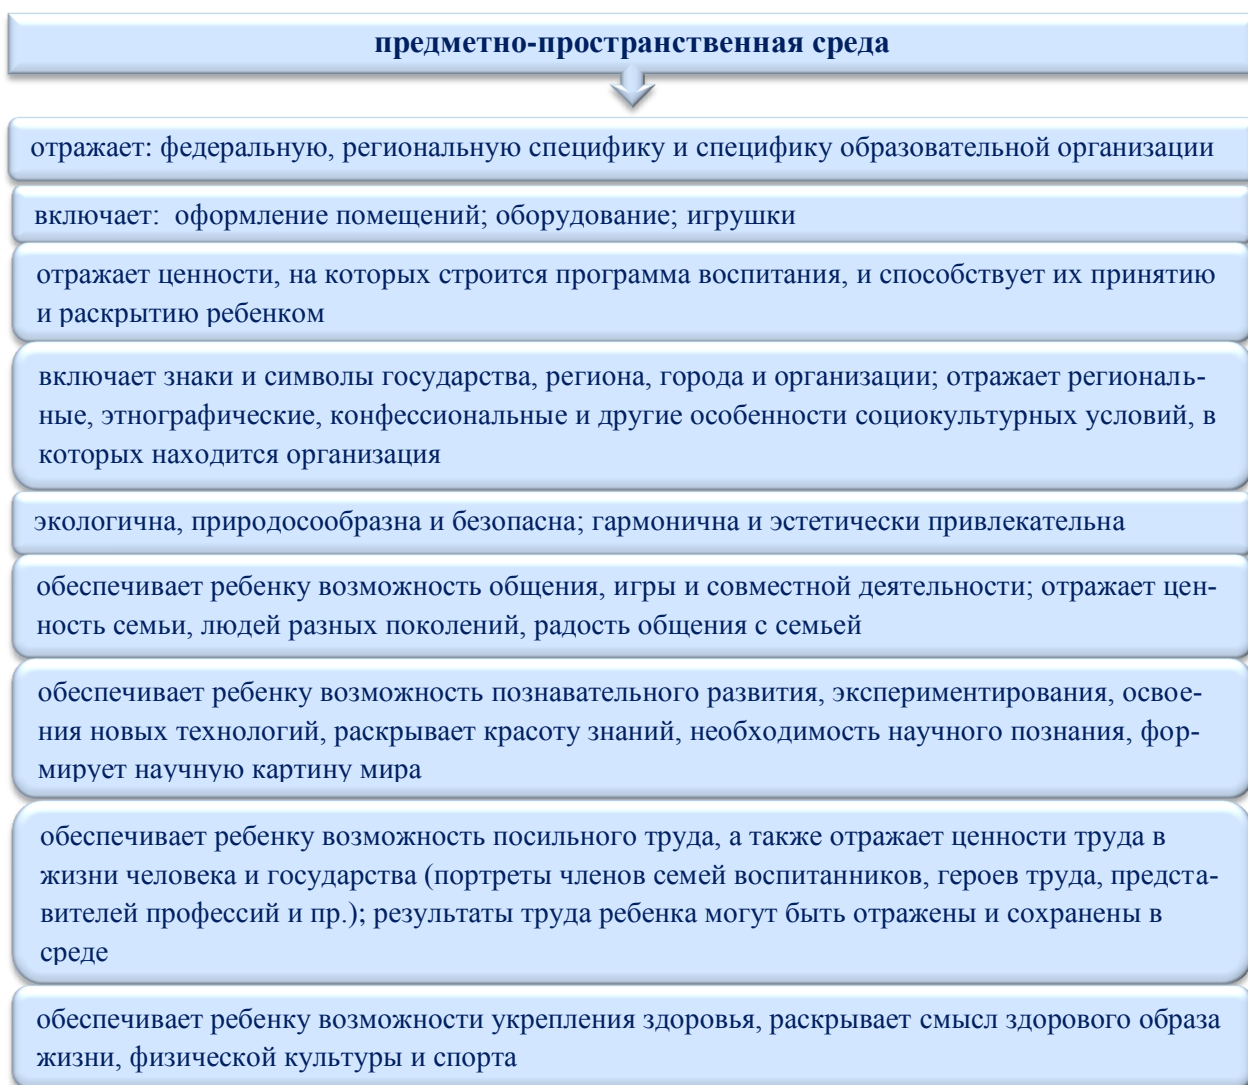 предметно-пространственная среда
отражает: федеральную, региональную специфику и специфику образовательной организации
включает: оформление помещений; оборудование; игрушки
отражает ценности, на которых строится программа воспитания, и способствует их принятию
и раскрытию ребенком
включает знаки и символы государства, региона, города и организации; отражает региональ-
ные, этнографические, конфессиональные и другие особенности социокультурных условий, в
которых находится организация
экологична, природосообразна и безопасна; гармонична и эстетически привлекательна
обеспечивает ребенку возможность общения, игры и совместной деятельности; отражает цен-
ность семьи, людей разных поколений, радость общения с семьей
обеспечивает ребенку возможность познавательного развития, экспериментирования, освое-
ния новых технологий, раскрывает красоту знаний, необходимость научного познания, фор-
мирует научную картину мира
обеспечивает ребенку возможность посильного труда, а также отражает ценности труда в
жизни человека и государства (портреты членов семей воспитанников, героев труда, предста-
вителей профессий и пр.); результаты труда ребенка могут быть отражены и сохранены в
среде
обеспечивает ребенку возможности укрепления здоровья, раскрывает смысл здорового образа
жизни, физической культуры и спорта